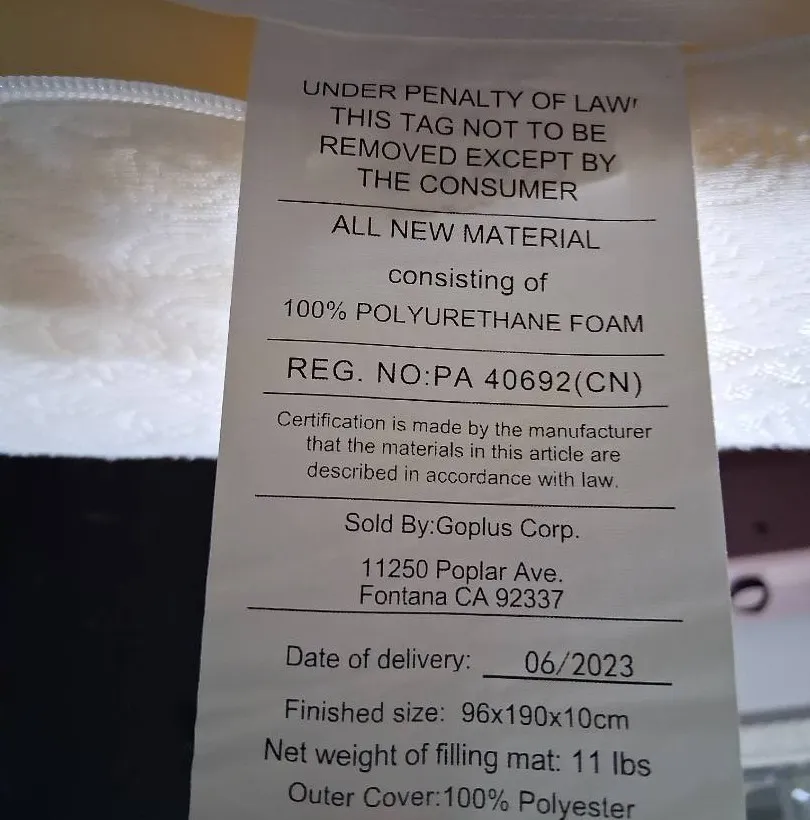 UNDER PENALTY OF LAW
THIS TAG NOT TO BE
REMOVED EXCEPT BY
THE CONSUMER
ALL NEW MATERIAL
consisting of
100% POLYURETHANE FOAM
REG. NO:PA 40692(CN)
Certification is made by the manufacturer
that the materials in this article are
described in accordance with law.
Sold By:Goplus Corp.
11250 Poplar Ave.
Fontana CA 92337
Date of delivery: 06/2023
Finished size: 96x190x10cm
Net weight of filling mat: 11 lbs
Outer Cover:100% Polyester